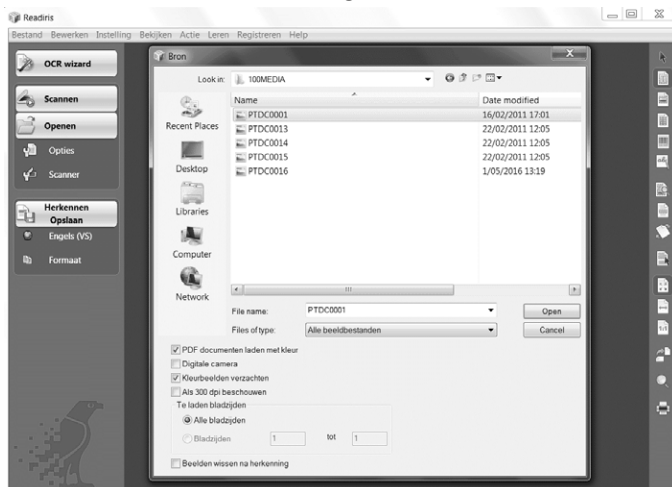 Readiris
Bestand Bewerken Instelling Bekijken Actie Leren Registreren Help
OCR wizard
Scannen
Openen
Opties
Scanner
Herkennen
Opslaan
Engels (VS)
Formaat
Bron
Look in: 100MEDIA
Name Date modified
PTDC0001 16/02/2011 17:01
PTDC0013 22/02/2011 12:05
PTDC0014 22/02/2011 12:05
PTDC0015 22/02/2011 12:05
PTDC0016 1/05/2016 13:19
Recent Places
Desktop
Libraries
Computer
Network
File name: PTDC0001 Open
Files of type: Alle beeldbestanden Cancel
PDF documenten laden met kleur
Digitale camera
Kleurbeelden verzachten
Als 300 dpi beschouwen
Te laden bladzijden
Alle bladzijden
Bladzijden 1 tot 1
Beelden wissen na herkenning